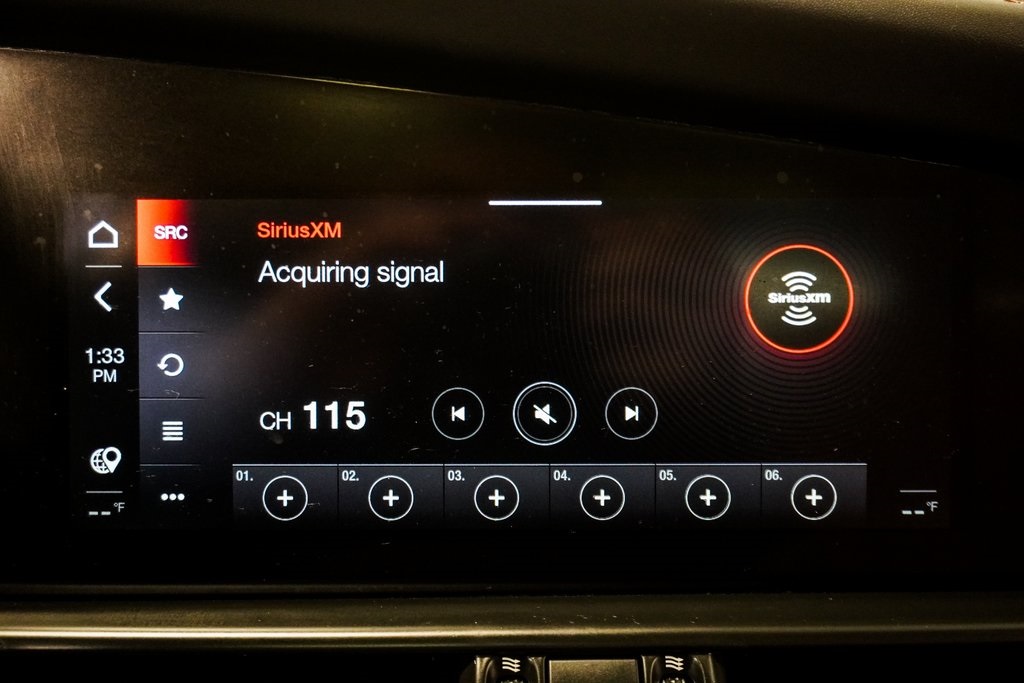 SRC
SiriusXM
Acquiring signal
SiriusXM
1:33
PM
CH 115
01. 02. 03. 04. 05. 06.
-- °F
-- °F